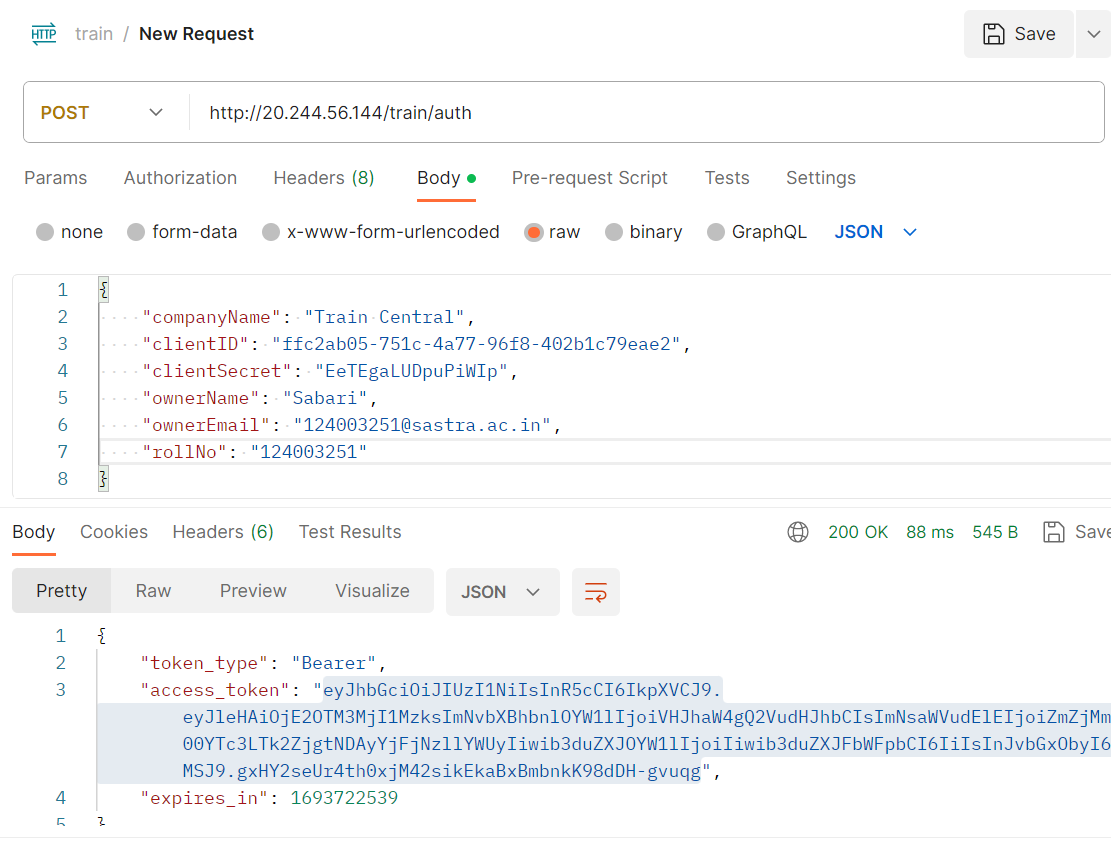 HTTP train / New Request Save
POST http://20.244.56.144/train/auth
Params Authorization Headers (8) Body Pre-request Script Tests Settings
none form-data x-www-form-urlencoded raw binary GraphQL JSON
1 {
2 "companyName": "Train Central",
3 "clientID": "ffc2ab05-751c-4a77-96f8-402b1c79eae2",
4 "clientSecret": "EeTEgaLUDpuPiWIp",
5 "ownerName": "Sabari",
6 "ownerEmail": "124003251@sastra.ac.in",
7 "rollNo": "124003251"
8 }
Body Cookies Headers (6) Test Results 200 OK 88 ms 545 B Save
Pretty Raw Preview Visualize JSON
1 {
2 "token_type": "Bearer",
3 "access_token": "eyJhbGciOiJIUzI1NiIsInR5cCI6IkpXVCJ9.
eyJleHAiOjE2OTM3MjI1MzksImNvbXBhbnlOYW1lIjoiVHJhaW4gQ2VudHJhbCIsImNsaWVudElEIjoiZmZjMm
00YTc3LTk2ZjgtNDAyYjFjNzllYWUyIiwib3duZXJOYW1lIjoiIiwib3duZXJFbWFpbCI6IiIsInJvbGxObyI6
MSJ9.gxHY2seUr4th0xjM42sikEkaBxBmbnkK98dDH-gvuqg",
4 "expires_in": 1693722539
5 }